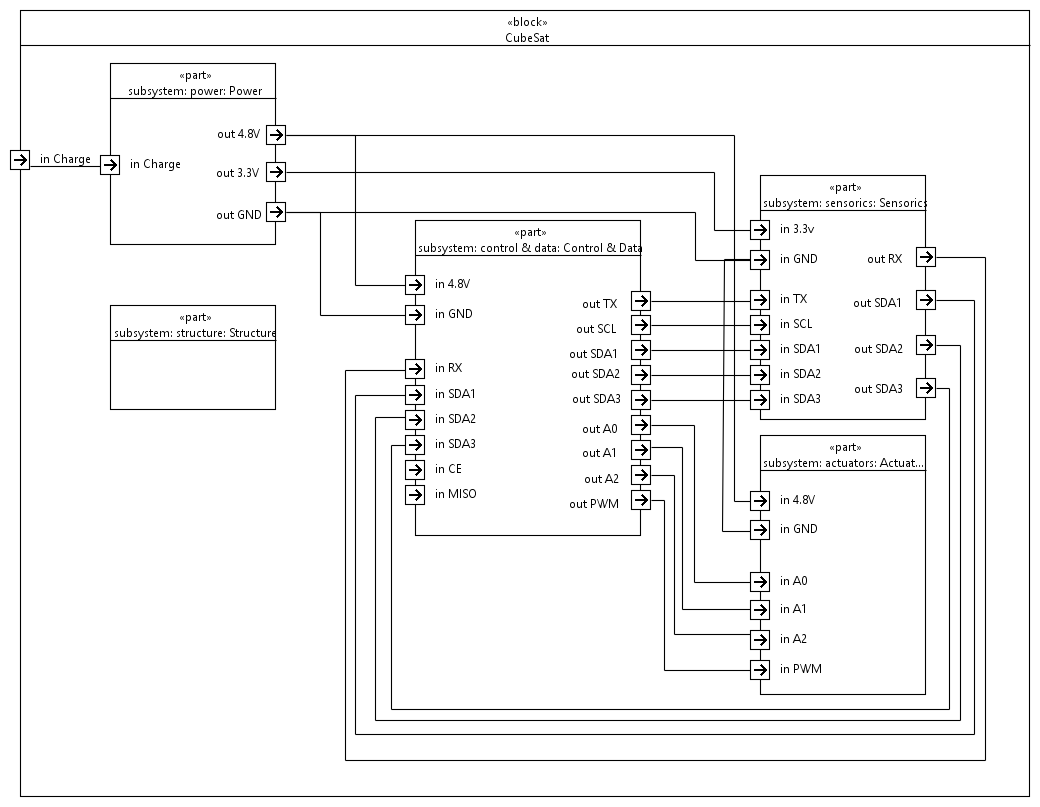 «block»
CubeSat
«part»
subsystem: power: Power
out 4.8V
in Charge
in Charge
out 3.3V
out GND
«part»
subsystem: structure: Structure
«part»
subsystem: control & data: Control & Data
in 4.8V
in GND
in RX
in SDA1
in SDA2
in SDA3
in CE
in MISO
out TX
out SCL
out SDA1
out SDA2
out SDA3
out A0
out A1
out A2
out PWM
«part»
subsystem: sensorics: Sensorics
in 3.3v
in GND
in TX
in SCL
in SDA1
in SDA2
in SDA3
out RX
out SDA1
out SDA2
out SDA3
«part»
subsystem: actuators: Actuat...
in 4.8V
in GND
in A0
in A1
in A2
in PWM